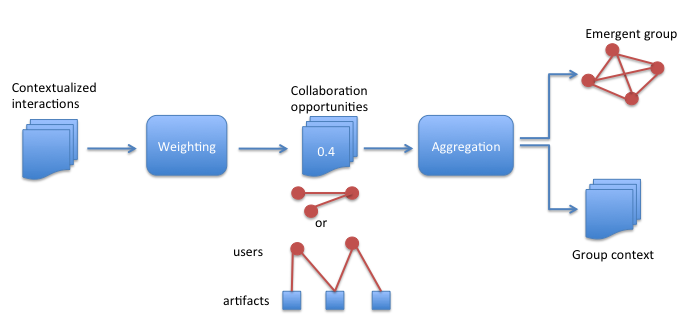 Emergent group
Contextualized
interactions
Collaboration
opportunities
Weighting
0.4
Aggregation
or
users
Group context
artifacts